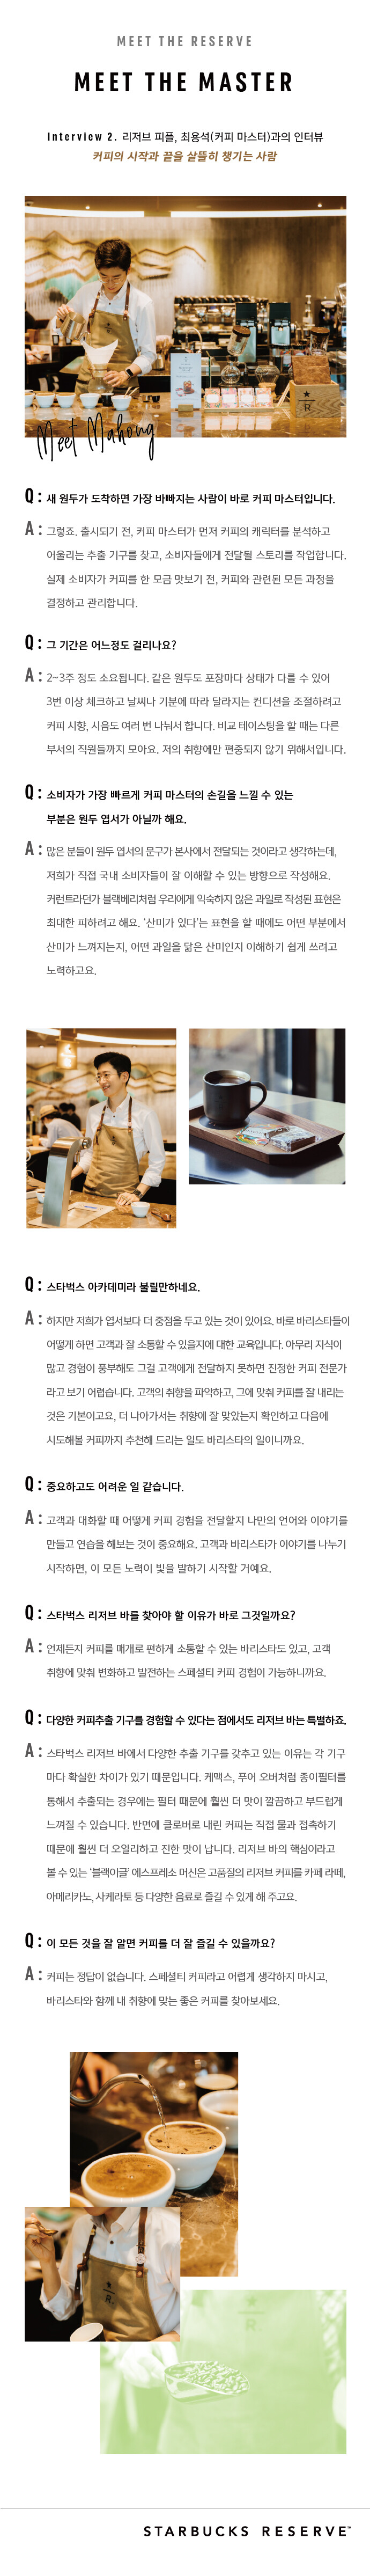 MEET THE RESERVE
MEET THE MASTER
Interview 2. 리저브 피플, 최용석(커피 마스터)과의 인터뷰
커피의 시작과 끝을 살뜰히 챙기는 사람
Meet Mahony
Q : 새 원두가 도착하면 가장 바빠지는 사람이 바로 커피 마스터입니다.
A : 그렇죠. 출시되기 전, 커피 마스터가 먼저 커피의 캐릭터를 분석하고
어울리는 추출 기구를 찾고, 소비자들에게 전달될 스토리를 작업합니다.
실제 소비자가 커피를 한 모금 맛보기 전, 커피와 관련된 모든 과정을
결정하고 관리합니다.
Q : 그 기간은 어느정도 걸리나요?
A : 2~3주 정도 소요됩니다. 같은 원두도 포장마다 상태가 다를 수 있어
3번 이상 체크하고 날씨나 기분에 따라 달라지는 컨디션을 조절하려고
커피 시향, 시음도 여러 번 나눠서 합니다. 비교 테이스팅을 할 때는 다른
부서의 직원들까지 모아요. 저의 취향에만 편중되지 않기 위해서입니다.
Q : 소비자가 가장 빠르게 커피 마스터의 손길을 느낄 수 있는
부분은 원두 엽서가 아닐까 해요.
A : 많은 분들이 원두 엽서의 문구가 본사에서 전달되는 것이라고 생각하는데,
저희가 직접 국내 소비자들이 잘 이해할 수 있는 방향으로 작성해요.
커런트라던가 블랙베리처럼 우리에게 익숙하지 않은 과일로 작성된 표현은
최대한 피하려고 해요. ‘산미가 있다’는 표현을 할 때에도 어떤 부분에서
산미가 느껴지는지, 어떤 과일을 닮은 산미인지 이해하기 쉽게 쓰려고
노력하고요.
Q : 스타벅스 아카데미라 불릴만하네요.
A : 하지만 저희가 엽서보다 더 중점을 두고 있는 것이 있어요. 바로 바리스타들이
어떻게 하면 고객과 잘 소통할 수 있을지에 대한 교육입니다. 아무리 지식이
많고 경험이 풍부해도 그걸 고객에게 전달하지 못하면 진정한 커피 전문가
라고 보기 어렵습니다. 고객의 취향을 파악하고, 그에 맞춰 커피를 잘 내리는
것은 기본이고요, 더 나아가서는 취향에 잘 맞았는지 확인하고 다음에
시도해볼 커피까지 추천해 드리는 일도 바리스타의 일이니까요.
Q : 중요하고도 어려운 일 같습니다.
A : 고객과 대화할 때 어떻게 커피 경험을 전달할지 나만의 언어와 이야기를
만들고 연습을 해보는 것이 중요해요. 고객과 바리스타가 이야기를 나누기
시작하면, 이 모든 노력이 빛을 발하기 시작할 거예요.
Q : 스타벅스 리저브 바를 찾아야 할 이유가 바로 그것일까요?
A : 언제든지 커피를 매개로 편하게 소통할 수 있는 바리스타도 있고, 고객
취향에 맞춰 변화하고 발전하는 스페셜티 커피 경험이 가능하니까요.
Q : 다양한 커피추출 기구를 경험할 수 있다는 점에서도 리저브 바는 특별하죠.
A : 스타벅스 리저브 바에서 다양한 추출 기구를 갖추고 있는 이유는 각 기구
마다 확실한 차이가 있기 때문입니다. 케맥스, 푸어 오버처럼 종이필터를
통해서 추출되는 경우에는 필터 때문에 훨씬 더 맛이 깔끔하고 부드럽게
느껴질 수 있습니다. 반면에 클로버로 내린 커피는 직접 물과 접촉하기
때문에 훨씬 더 오일리하고 진한 맛이 납니다. 리저브 바의 핵심이라고
볼 수 있는 ‘블랙이글’ 에스프레소 머신은 고품질의 리저브 커피를 카페 라떼,
아메리카노, 사케라토 등 다양한 음료로 즐길 수 있게 해 주고요.
Q : 이 모든 것을 잘 알면 커피를 더 잘 즐길 수 있을까요?
A : 커피는 정답이 없습니다. 스페셜티 커피라고 어렵게 생각하지 마시고,
바리스타와 함께 내 취향에 맞는 좋은 커피를 찾아보세요.
STARBUCKS RESERVE™